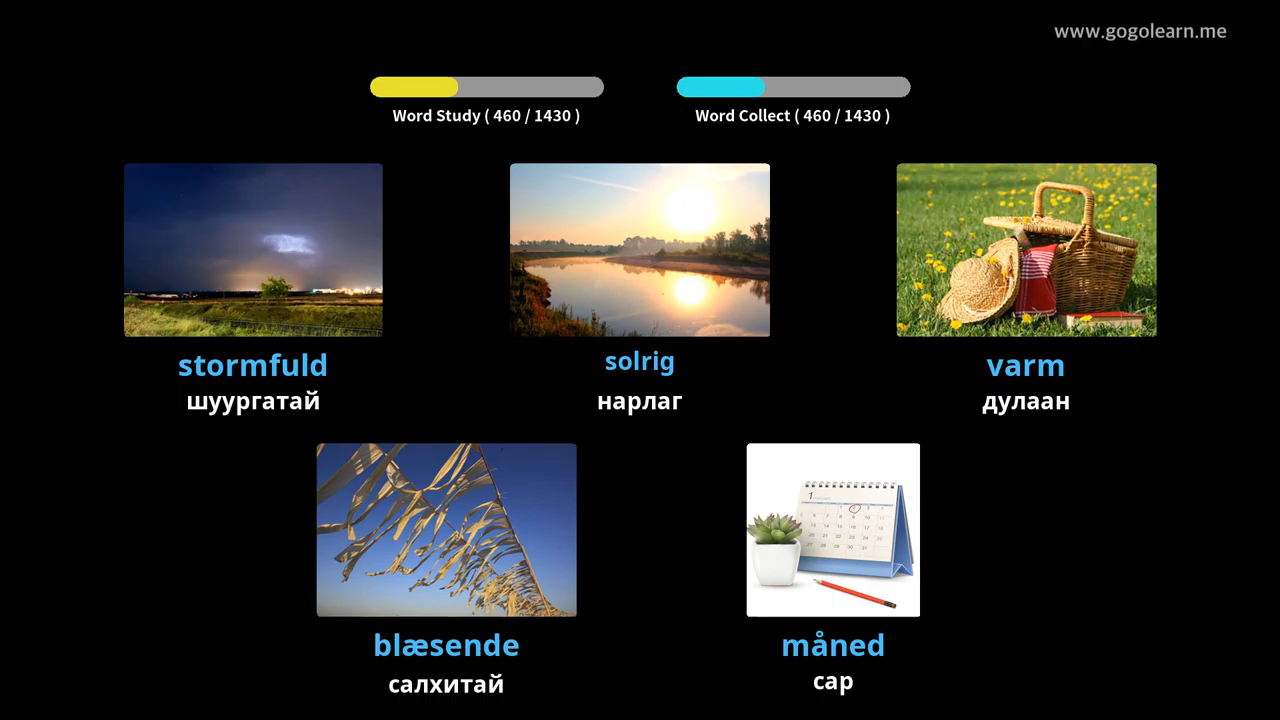 www.gogolearn.me
Word Study ( 460 / 1430 )
Word Collect ( 460 / 1430 )
stormfuld
шуургатай
solrig
нарлаг
varm
дулаан
blæsende
салхитай
måned
сар